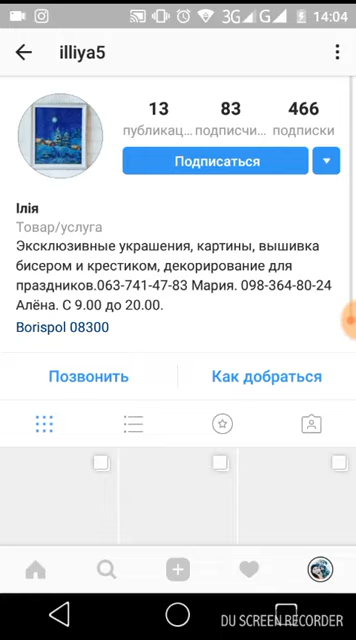 3G G 14:04
illiya5
13 83 466
публикац... подписчи... подписки
Подписаться
Ілія
Товар/услуга
Эксклюзивные украшения, картины, вышивка
бисером и крестиком, декорирование для
праздников.063-741-47-83 Мария. 098-364-80-24
Алёна. С 9.00 до 20.00.
Borispol 08300
Позвонить Как добраться
DU SCREEN RECORDER